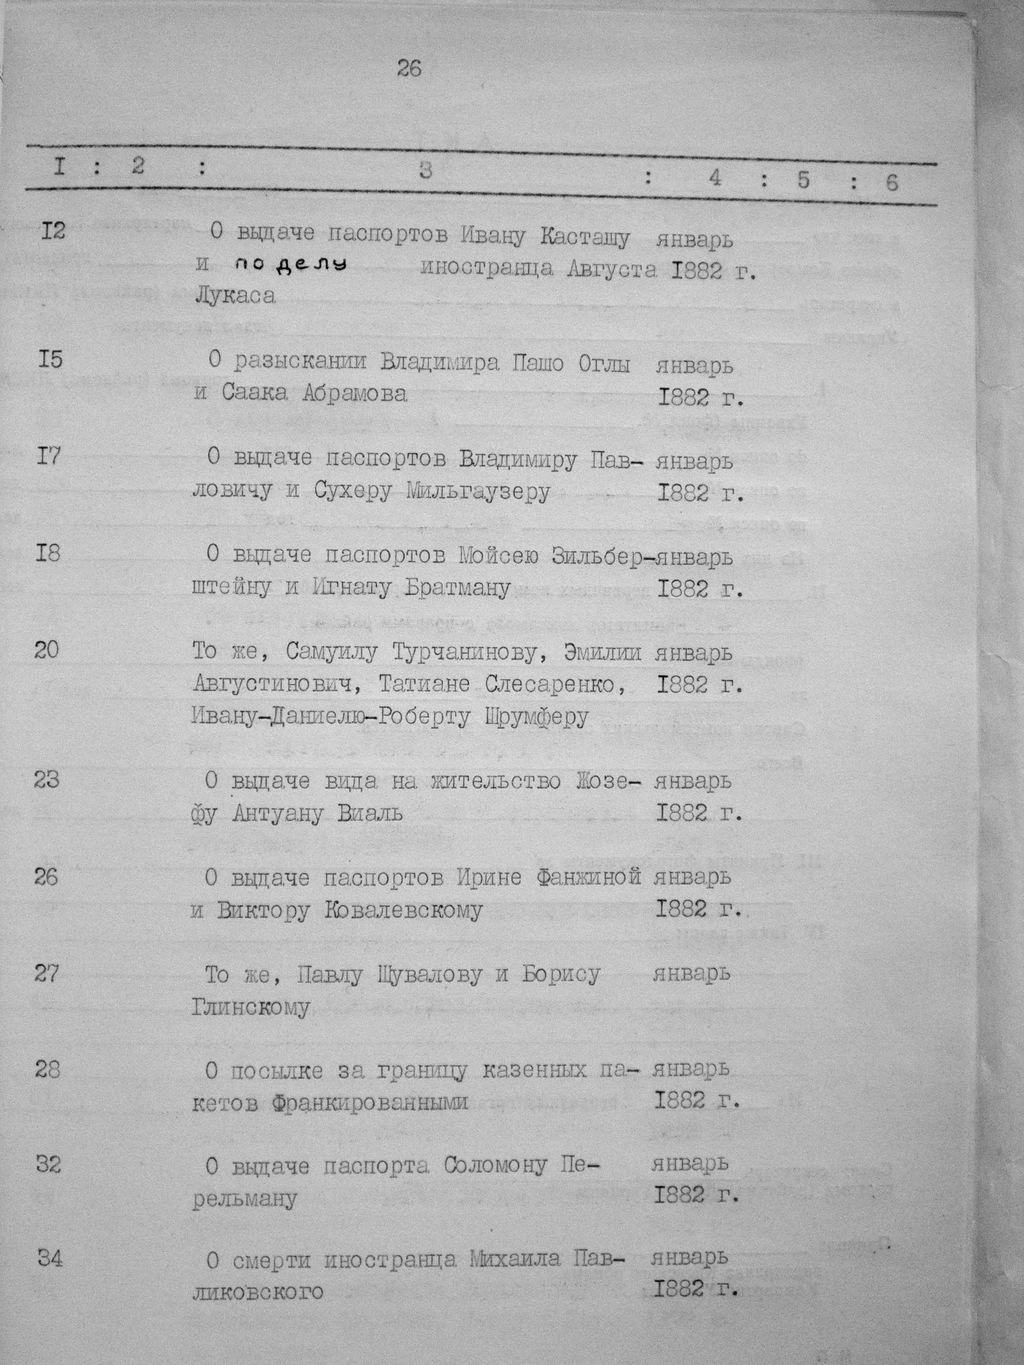 26
I : 2 : 3 : 4 : 5 : 6
I2 О выдаче паспортов Ивану Касташу январь
и по делу иностранца Августа I882 г.
Лукаса
I5 О разыскании Владимира Пашо Оглы январь
и Саака Абрамова I882 г.
I7 О выдаче паспортов Владимиру Пав- январь
ловичу и Сухеру Мильгаузеру I882 г.
I8 О выдаче паспортов Мойсею Зильбер-январь
штейну и Игнату Братману I882 г.
20 То же, Самуилу Турчанинову, Эмилии январь
Августинович, Татиане Слесаренко, I882 г.
Ивану-Даниелю-Роберту Шрумферу
23 О выдаче вида на жительство Жозе- январь
фу Антуану Виаль I882 г.
26 О выдаче паспортов Ирине Фанжиной январь
и Виктору Ковалевскому I882 г.
27 То же, Павлу Щувалову и Борису январь
Глинскому
28 О посылке за границу казенных па- январь
кетов Франкированными I882 г.
32 О выдаче паспорта Соломону Пе- январь
рельману I882 г.
34 О смерти иностранца Михаила Пав- январь
ликовского I882 г.